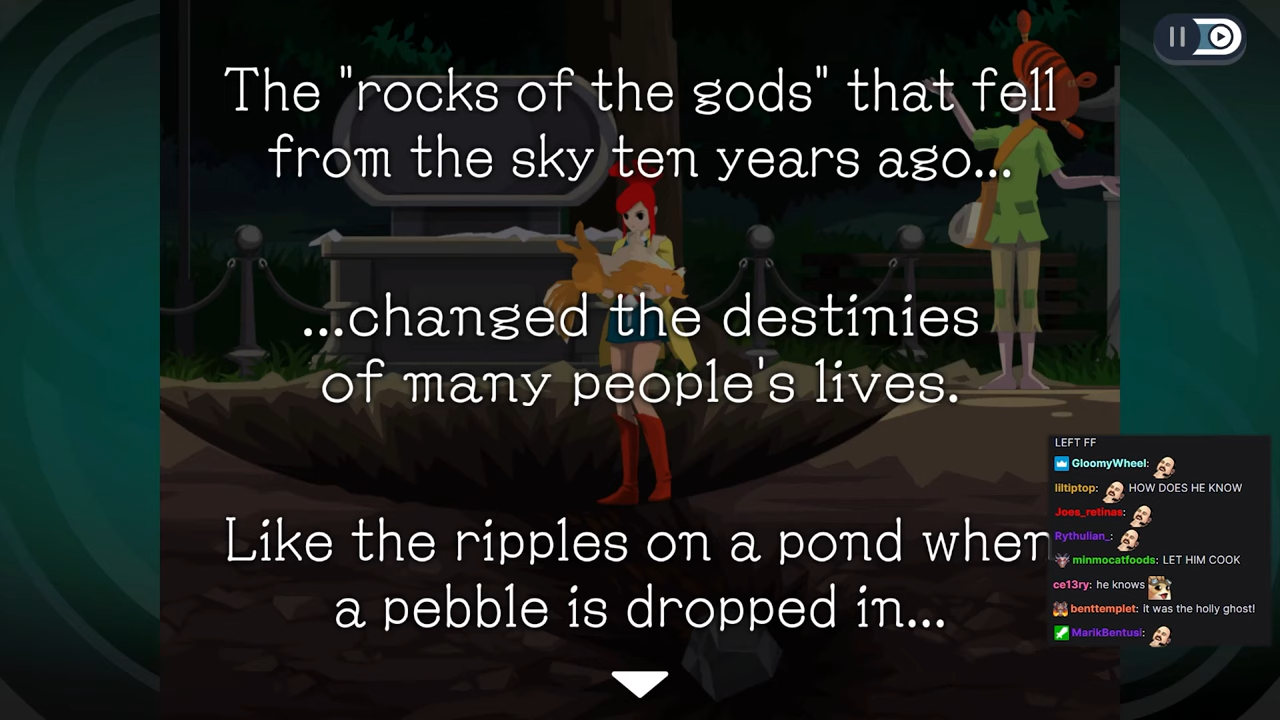 The "rocks of the gods" that fell
from the sky ten years ago...
...changed the destinies
of many people's lives.
Like the ripples on a pond when
a pebble is dropped in...
LEFT FF
GloomyWheel:
liltiptop: HOW DOES HE KNOW
Joes_retinas:
Rythulian_:
minmocatfoods: LET HIM COOK
ce13ry: he knows
benttemplet: it was the holly ghost!
MarikBentusi: